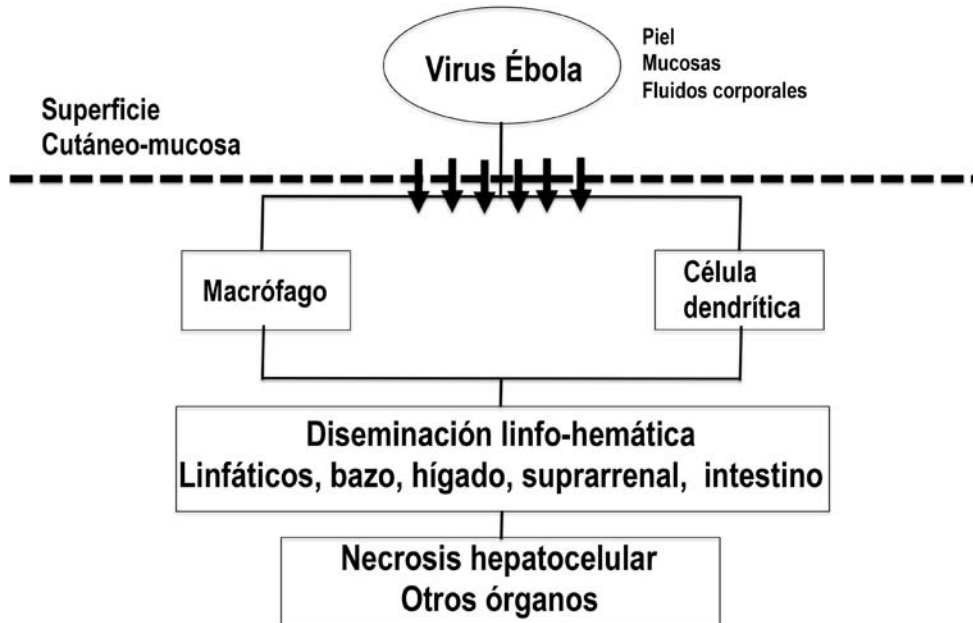 Virus Ébola
Piel
Mucosas
Fluidos corporales
Superficie
Cutáneo-mucosa
Macrófago
Célula
dendrítica
Diseminación linfo-hemática
Linfáticos, bazo, hígado, suprarrenal, intestino
Necrosis hepatocelular
Otros órganos